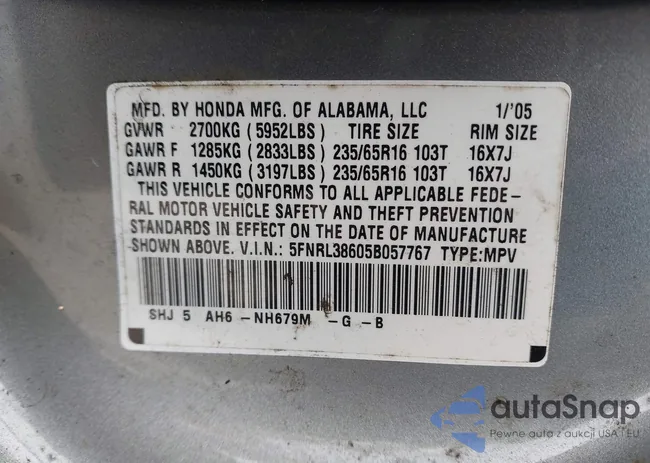 MFD. BY HONDA MFG. OF ALABAMA, LLC 1/'05
GVWR 2700KG (5952LBS) TIRE SIZE RIM SIZE
GAWR F 1285KG (2833LBS) 235/65R16 103T 16X7J
GAWR R 1450KG (3197LBS) 235/65R16 103T 16X7J
THIS VEHICLE CONFORMS TO ALL APPLICABLE FEDE-
RAL MOTOR VEHICLE SAFETY AND THEFT PREVENTION
STANDARDS IN EFFECT ON THE DATE OF MANUFACTURE
SHOWN ABOVE. V.I.N.: 5FNRL38605B057767 TYPE:MPV
SHJ 5 AH6 -NH679M -G -B
autaSnap
Pewne auto z aukcji USA i EU